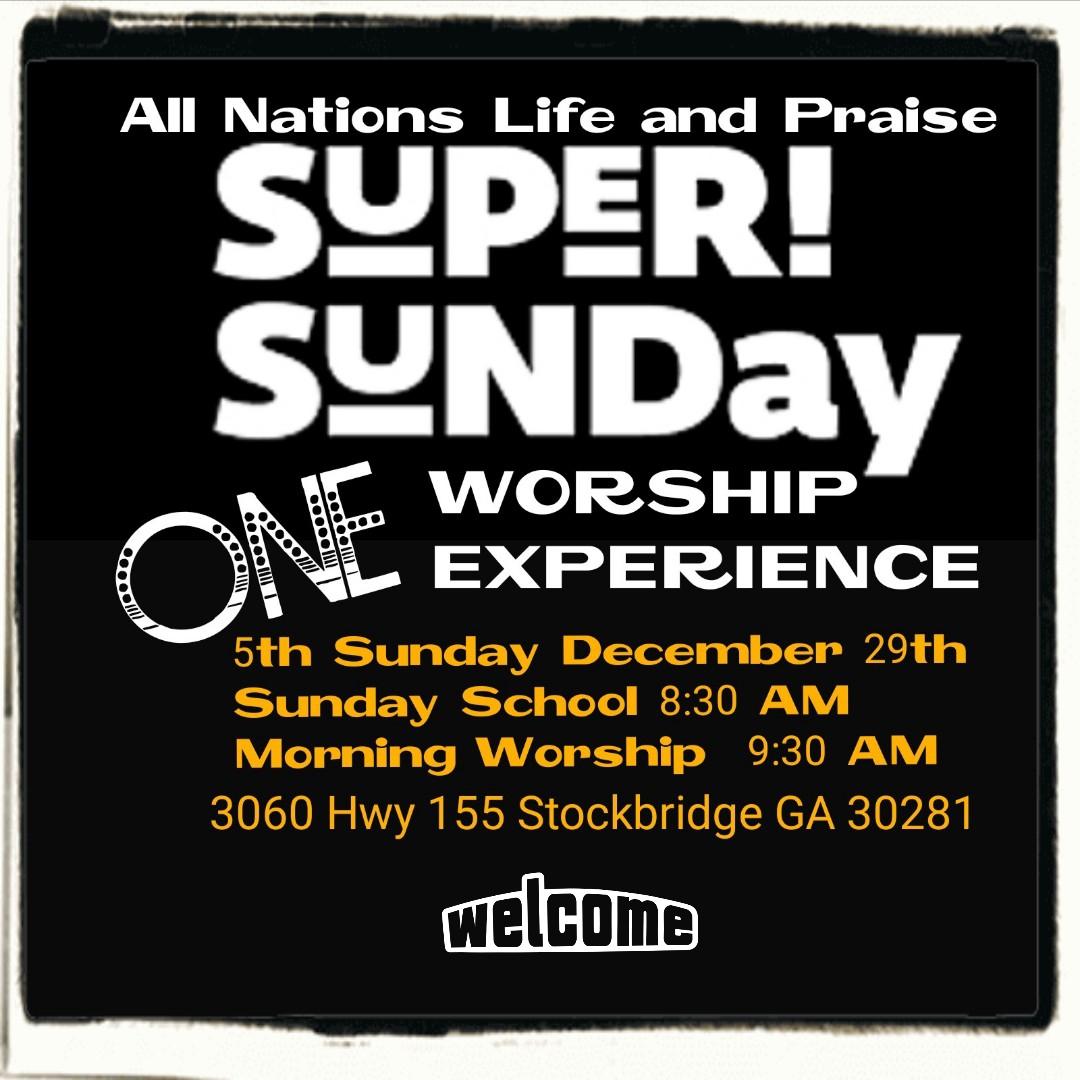 All Nations Life and Praise
SUPER!
SUNDay
ONE WORSHIP
EXPERIENCE
5th Sunday December 29th
Sunday School 8:30 AM
Morning Worship 9:30 AM
3060 Hwy 155 Stockbridge GA 30281
welcome